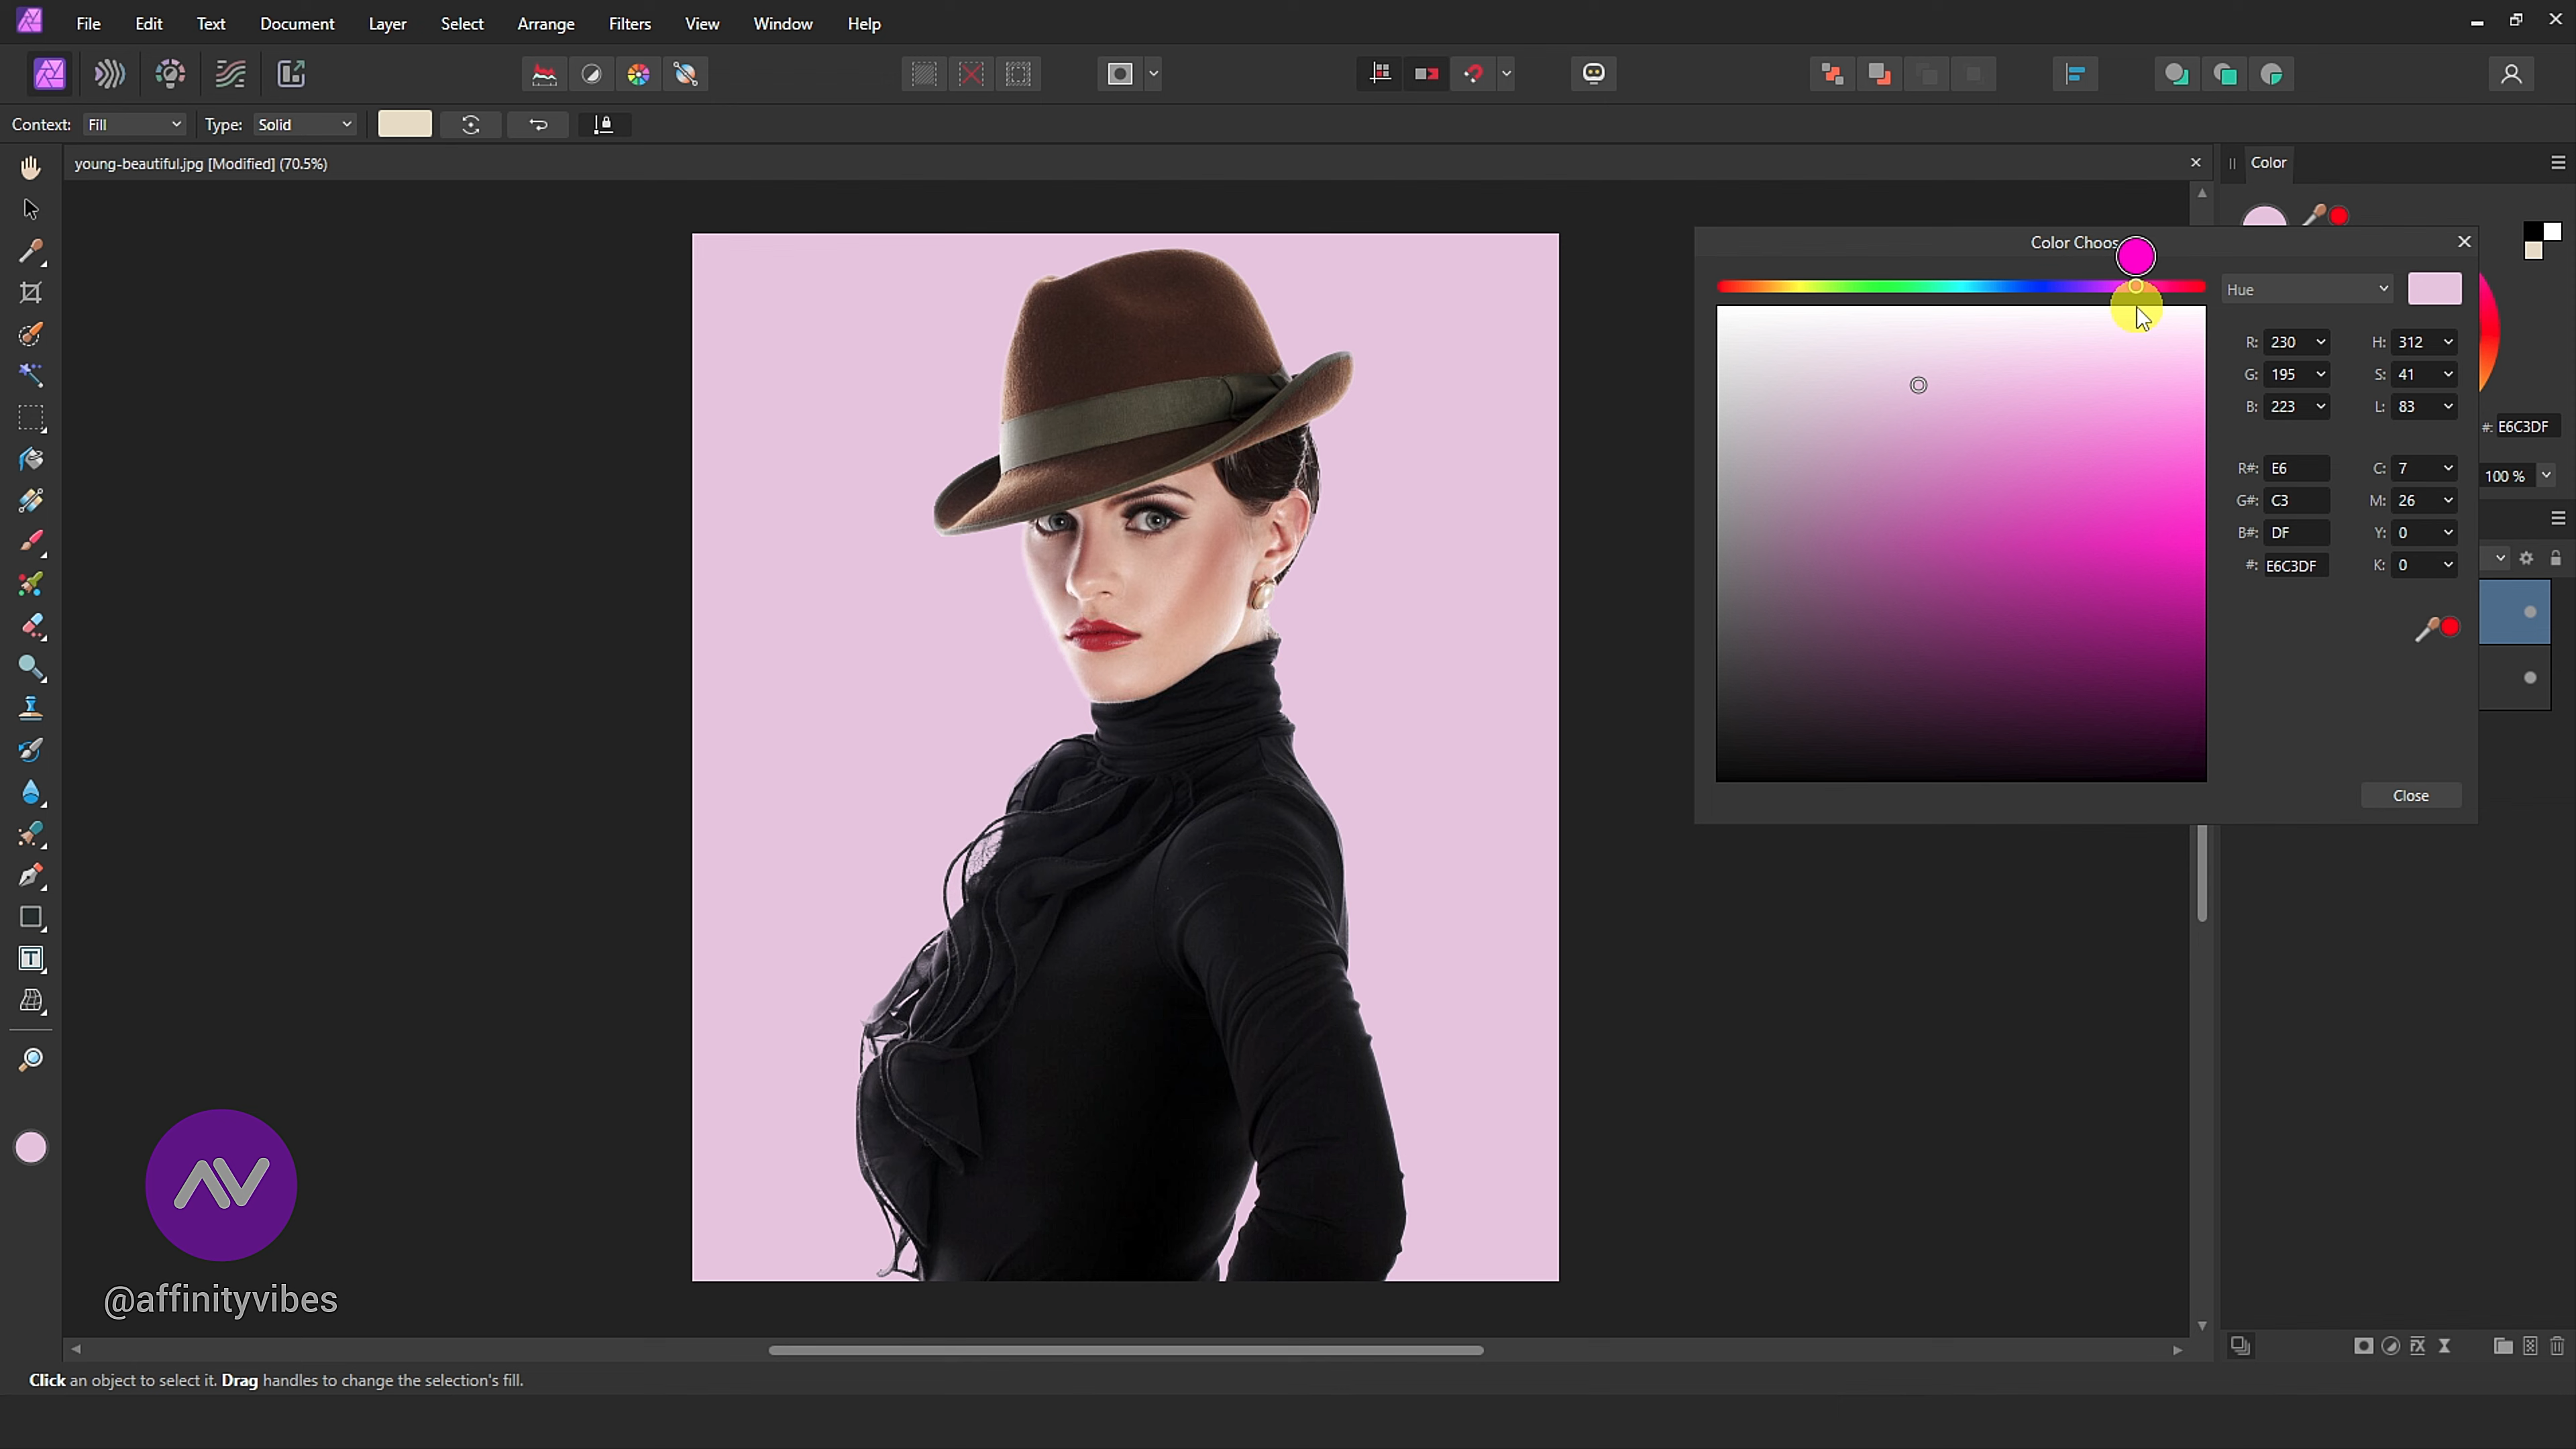 File Edit Text Document Layer Select Arrange Filters View Window Help
Context: Fill Type: Solid
young-beautiful.jpg [Modified] (70.5%)
Color
Color Choos
Hue
R: 230 H: 312
G: 195 S: 41
B: 223 L: 83
#: E6C3DF
R#: E6 C: 7
100 %
G#: C3 M: 26
B#: DF Y: 0
#: E6C3DF K: 0
Close
T
AV
@affinityvibes
Click an object to select it. Drag handles to change the selection's fill.